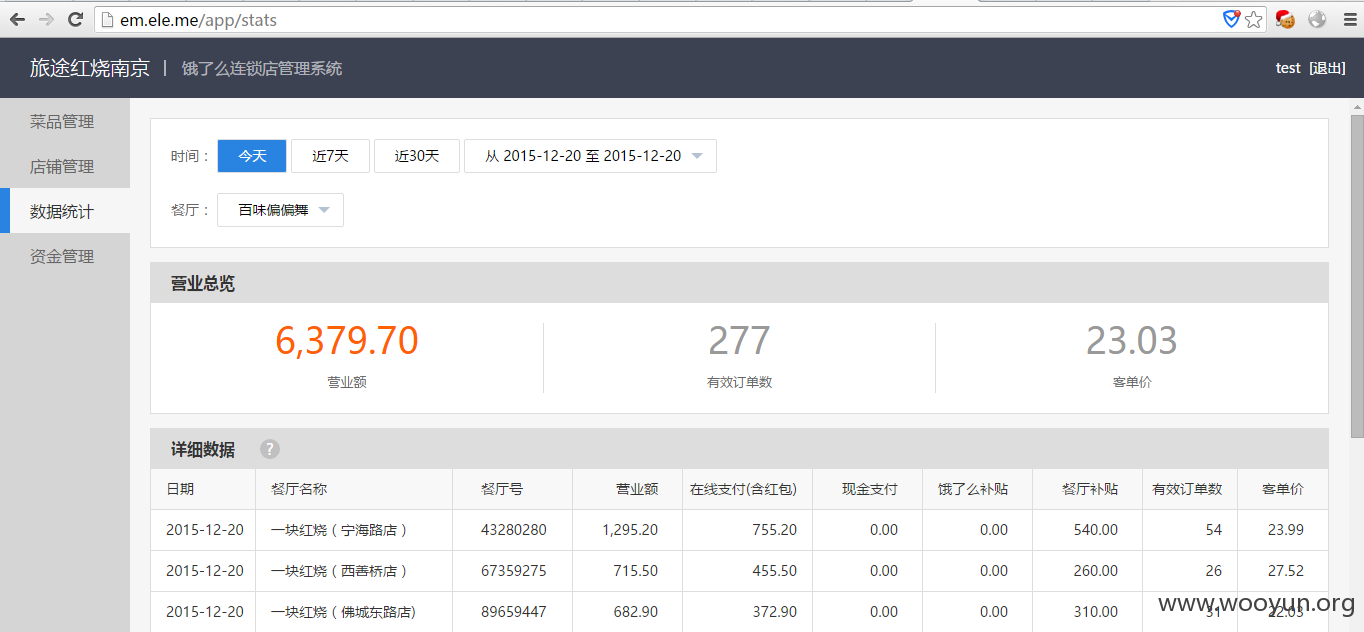 em.ele.me/app/stats
旅途红烧南京 | 饿了么连锁店管理系统 test [退出]
菜品管理
店铺管理
数据统计
资金管理
时间： 今天 近7天 近30天 从 2015-12-20 至 2015-12-20
餐厅： 百味偏偏舞
营业总览
6,379.70 277 23.03
营业额 有效订单数 客单价
详细数据 ?
日期 餐厅名称 餐厅号 营业额 在线支付(含红包) 现金支付 饿了么补贴 餐厅补贴 有效订单数 客单价
2015-12-20 一块红烧（宁海路店） 43280280 1,295.20 755.20 0.00 0.00 540.00 54 23.99
2015-12-20 一块红烧（西善桥店） 67359275 715.50 455.50 0.00 0.00 260.00 26 27.52
2015-12-20 一块红烧（佛城东路店) 89659447 682.90 372.90 0.00 0.00 310.00 31 22.03
www.wooyun.org